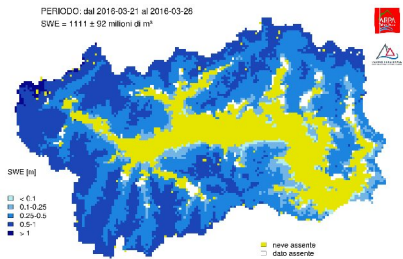 PERIODO: dal 2016-03-21 al 2016-03-28
SWE = 1111 ± 92 milioni di m³
ARPA
SWE [m]
< 0.1
0.1-0.25
0.25-0.5
0.5-1
> 1
neve assente
dato assente